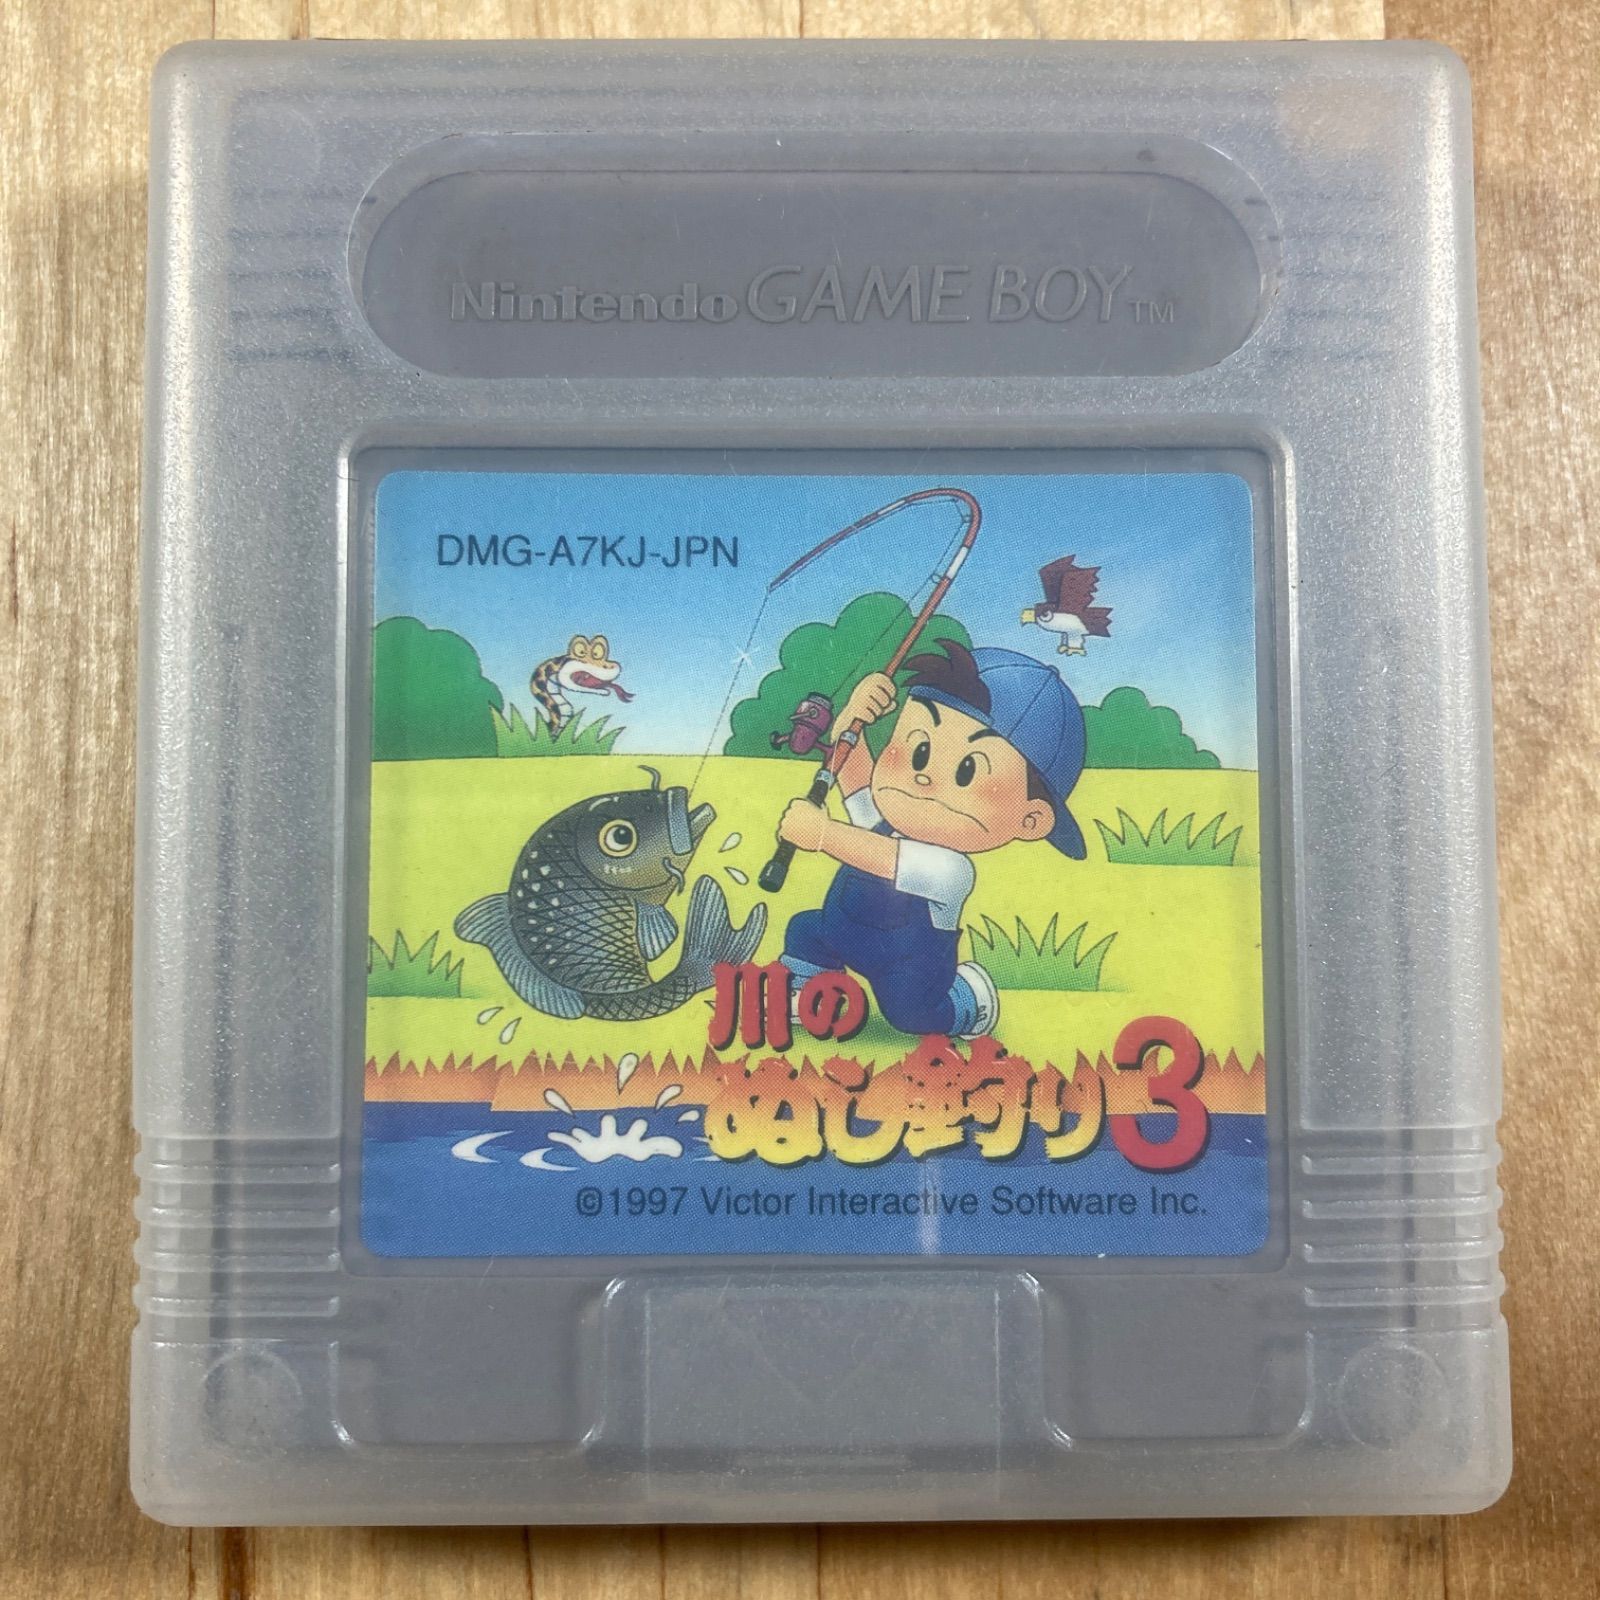 Nintendo GAME BOY TM
DMG-A7KJ-JPN
川の
ぬし釣り3
©1997 Victor Interactive Software Inc.